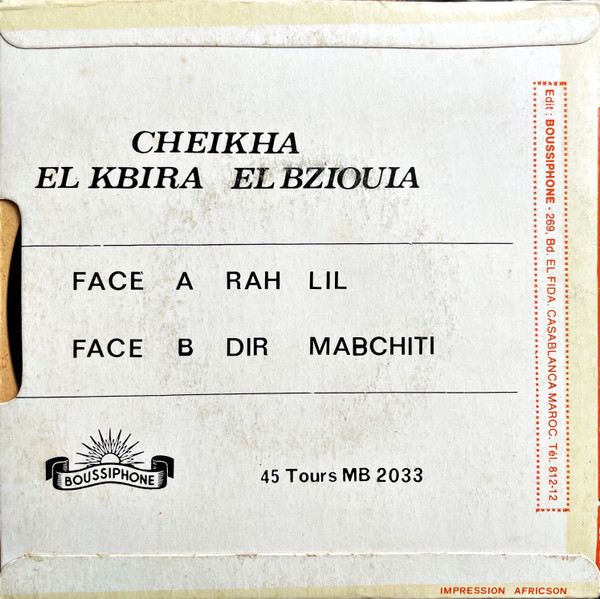 CHEIKHA
EL KBIRA EL BZIOUIA
FACE A RAH LIL
FACE B DIR MABCHITI
BOUSSIPHONE
45 Tours MB 2033
Edit: BOUSSIPHONE - 269, Bd. EL FIDA. CASABLANCA MAROC. Tél. 812-12
IMPRESSION AFRICSON